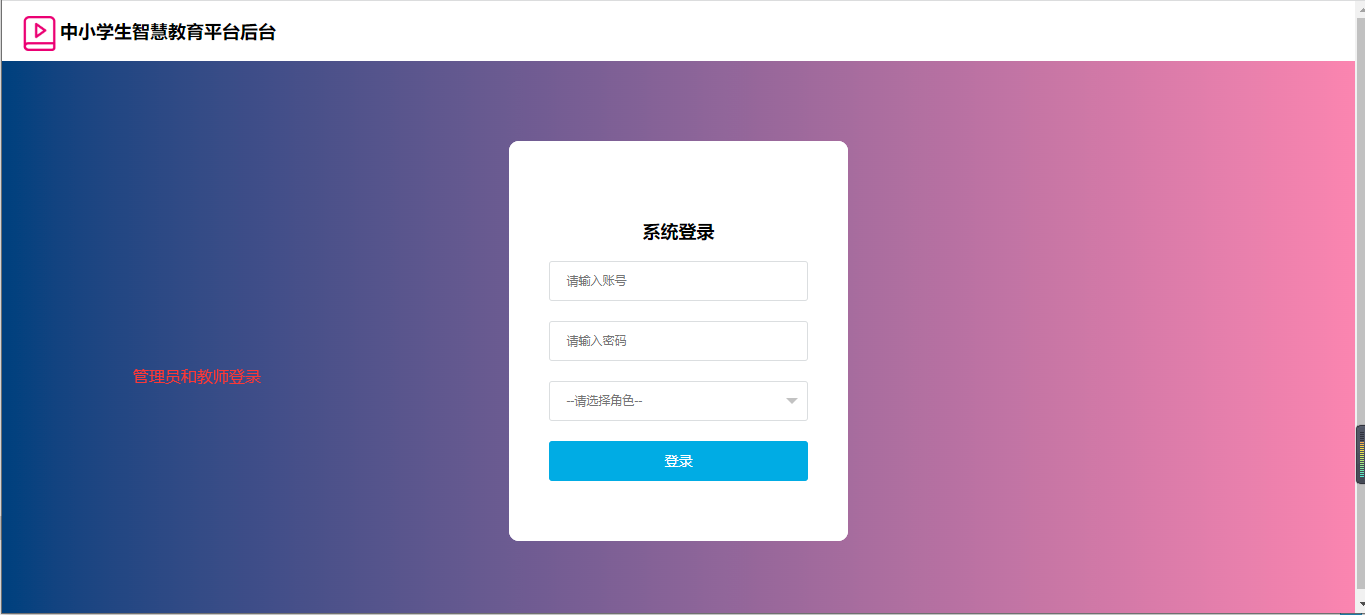 中小学生智慧教育平台后台
系统登录
请输入账号
请输入密码
管理员和教师登录
--请选择角色--
登录